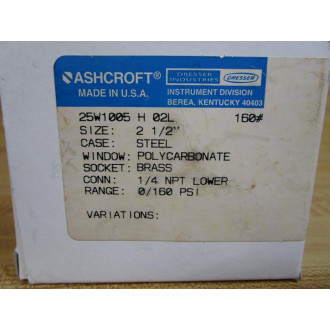 ASHCROFT®
MADE IN U.S.A.
DRESSER INDUSTRIES
DRESSER
INSTRUMENT DIVISION
BEREA, KENTUCKY 40403
25W1005 H 02L 160#
SIZE: 2 1/2"
CASE: STEEL
WINDOW: POLYCARBONATE
SOCKET: BRASS
CONN: 1/4 NPT LOWER
RANGE: 0/160 PSI
VARIATIONS: